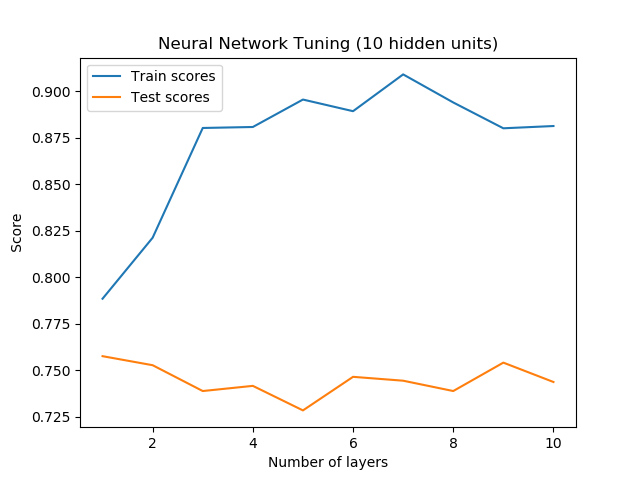 Neural Network Tuning (10 hidden units)
Train scores
Test scores
0.900
0.875
0.850
0.825
0.800
0.775
0.750
0.725
Score
2 4 6 8 10
Number of layers